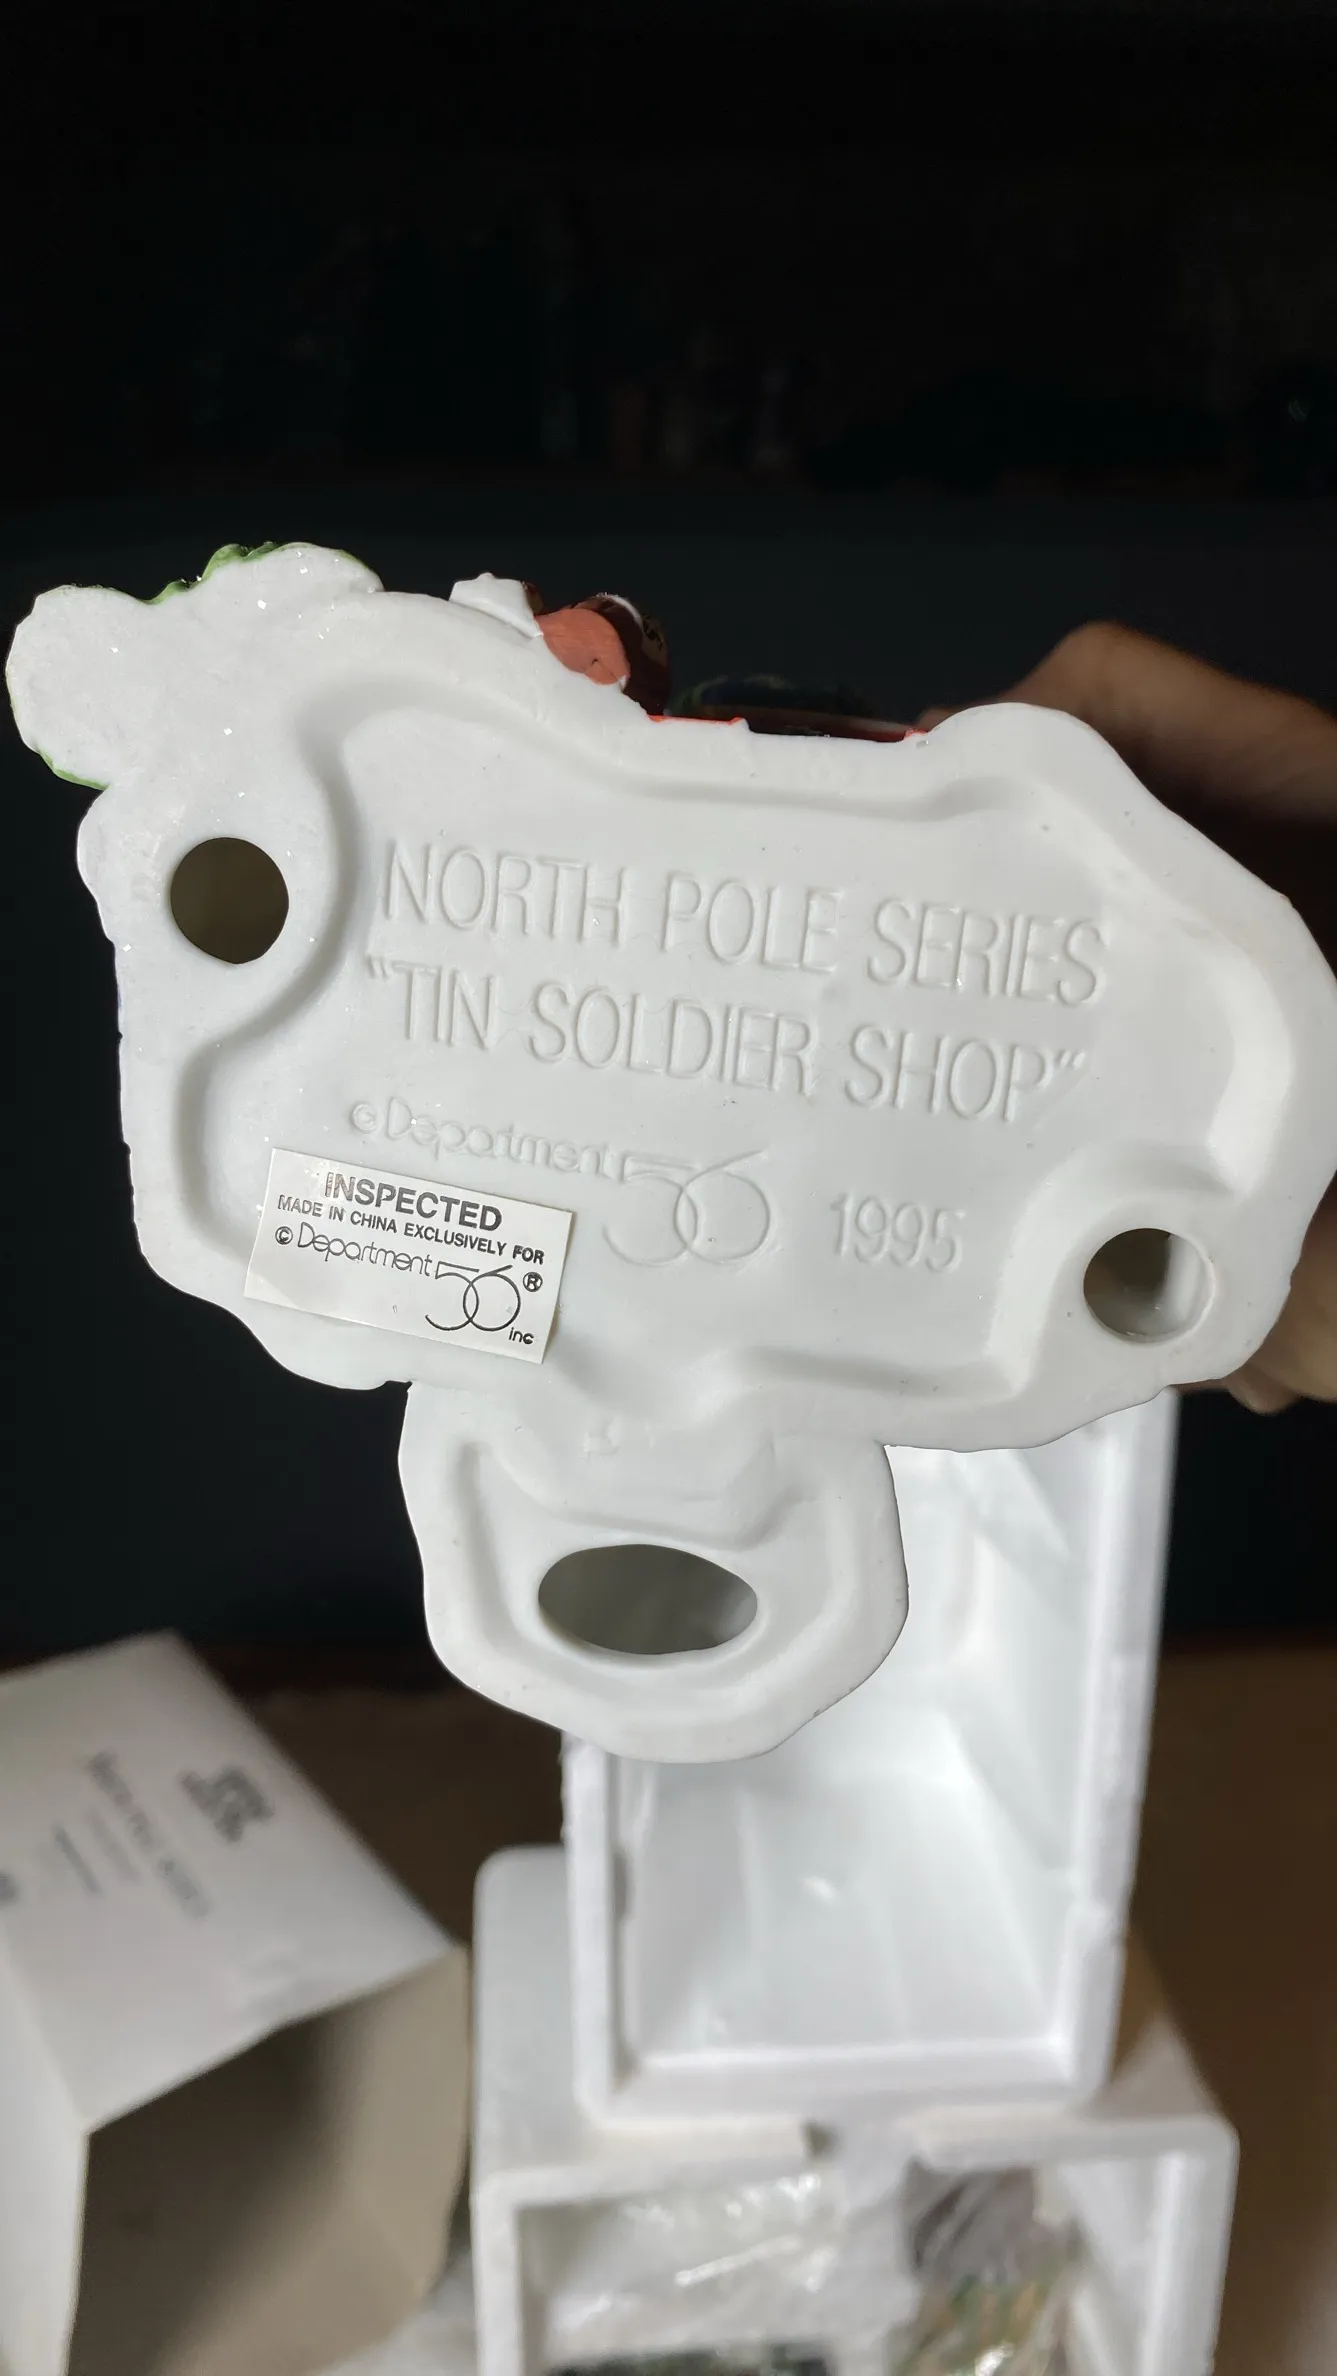 NORTH POLE SERIES
"TIN SOLDIER SHOP"
© Department 56 1995
INSPECTED
MADE IN CHINA EXCLUSIVELY FOR
© Department 56 ®
inc